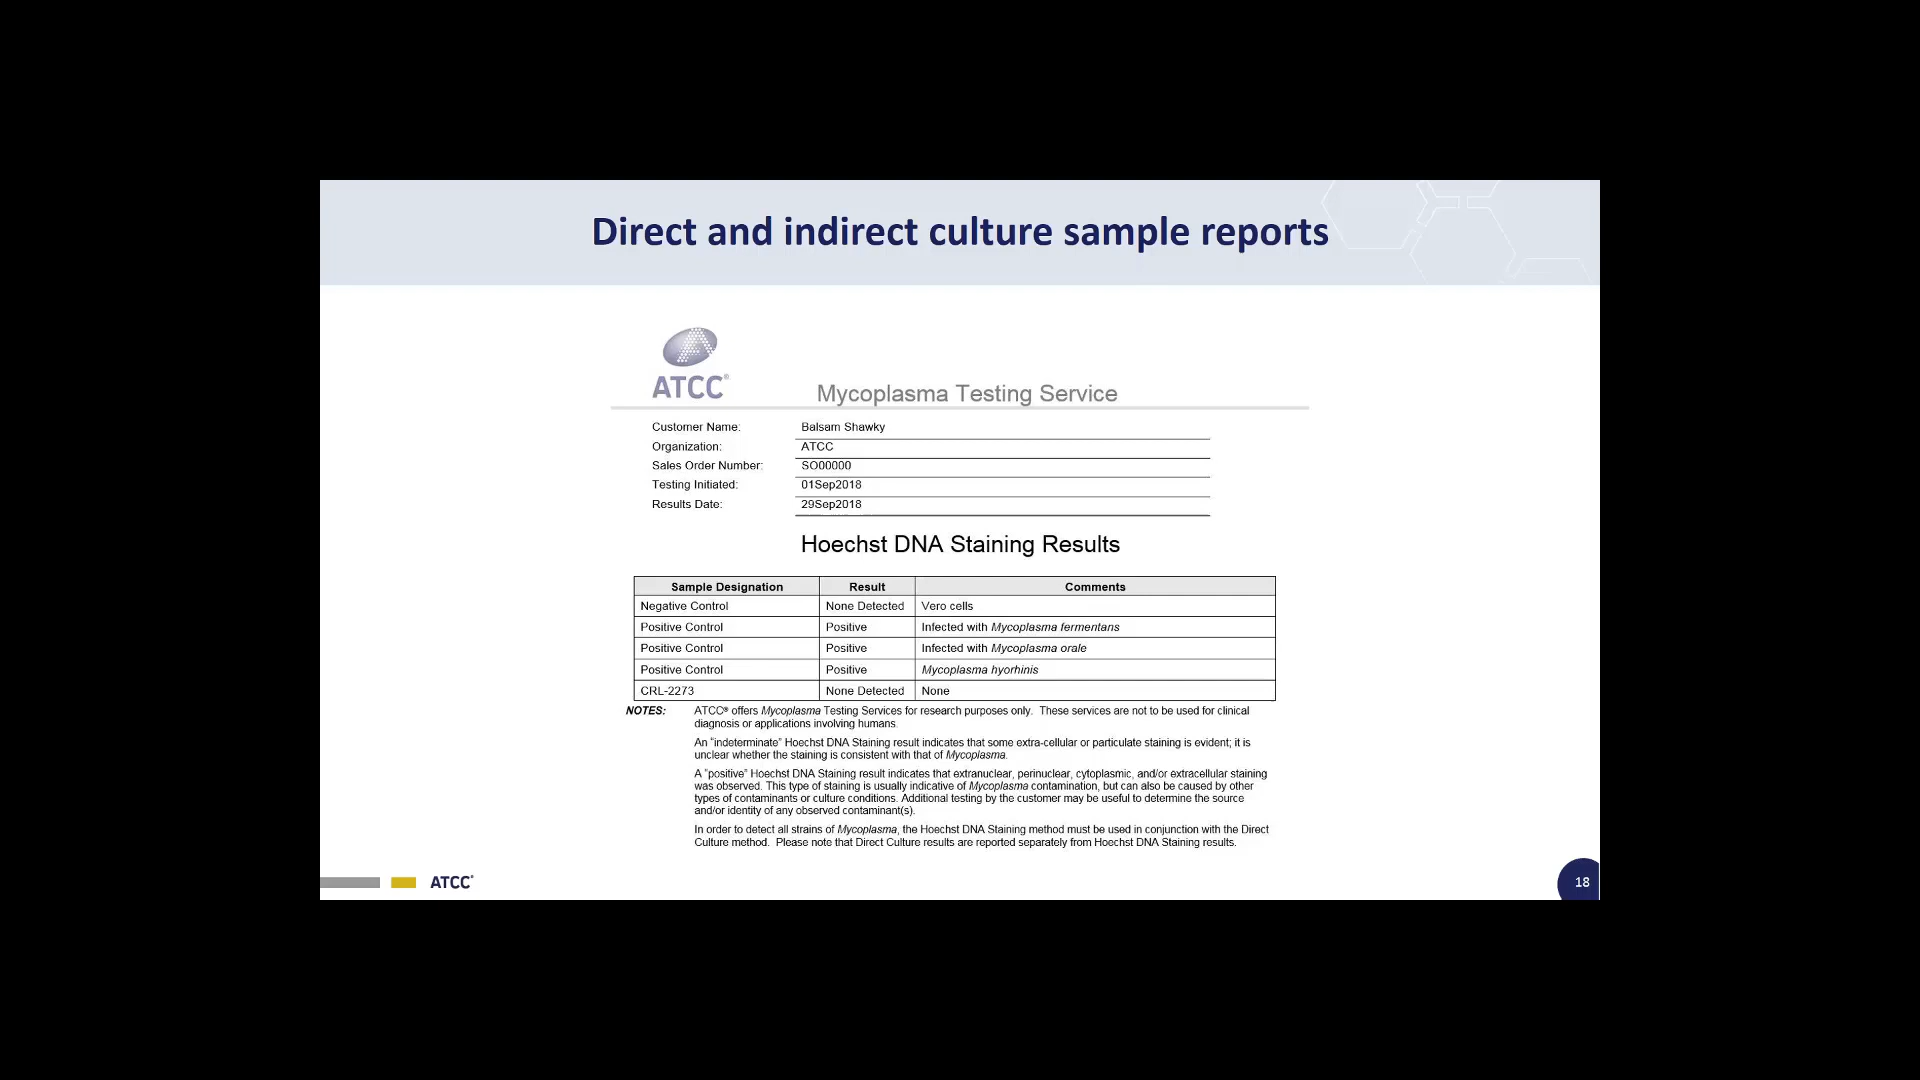 Direct and indirect culture sample reports
ATCC®
Mycoplasma Testing Service
Customer Name: Balsam Shawky
Organization: ATCC
Sales Order Number: SO00000
Testing Initiated: 01Sep2018
Results Date: 29Sep2018
Hoechst DNA Staining Results
Sample Designation Result Comments
Negative Control None Detected Vero cells
Positive Control Positive Infected with Mycoplasma fermentans
Positive Control Positive Infected with Mycoplasma orale
Positive Control Positive Mycoplasma hyorhinis
CRL-2273 None Detected None
NOTES: ATCC® offers Mycoplasma Testing Services for research purposes only. These services are not to be used for clinical
diagnosis or applications involving humans.
An "indeterminate" Hoechst DNA Staining result indicates that some extra-cellular or particulate staining is evident; it is
unclear whether the staining is consistent with that of Mycoplasma.
A "positive" Hoechst DNA Staining result indicates that extranuclear, perinuclear, cytoplasmic, and/or extracellular staining
was observed. This type of staining is usually indicative of Mycoplasma contamination, but can also be caused by other
types of contaminants or culture conditions. Additional testing by the customer may be useful to determine the source
and/or identity of any observed contaminant(s).
In order to detect all strains of Mycoplasma, the Hoechst DNA Staining method must be used in conjunction with the Direct
Culture method. Please note that Direct Culture results are reported separately from Hoechst DNA Staining results.
ATCC®
18